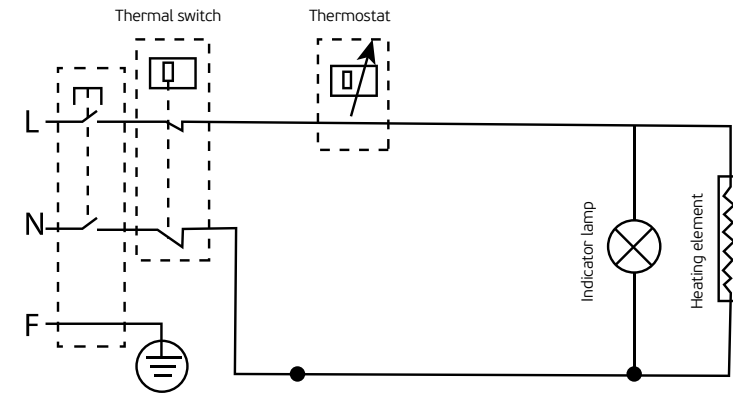 Thermal switch
Thermostat
L
N
F
Indicator lamp
Heating element